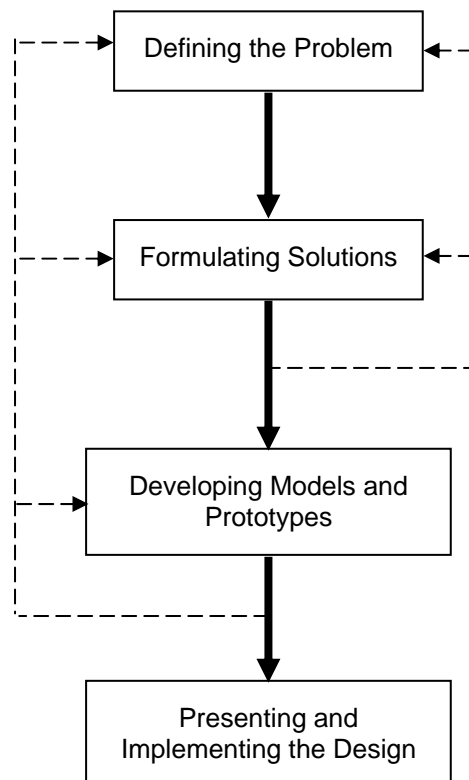 Defining the Problem
Formulating Solutions
Developing Models and
Prototypes
Presenting and
Implementing the Design